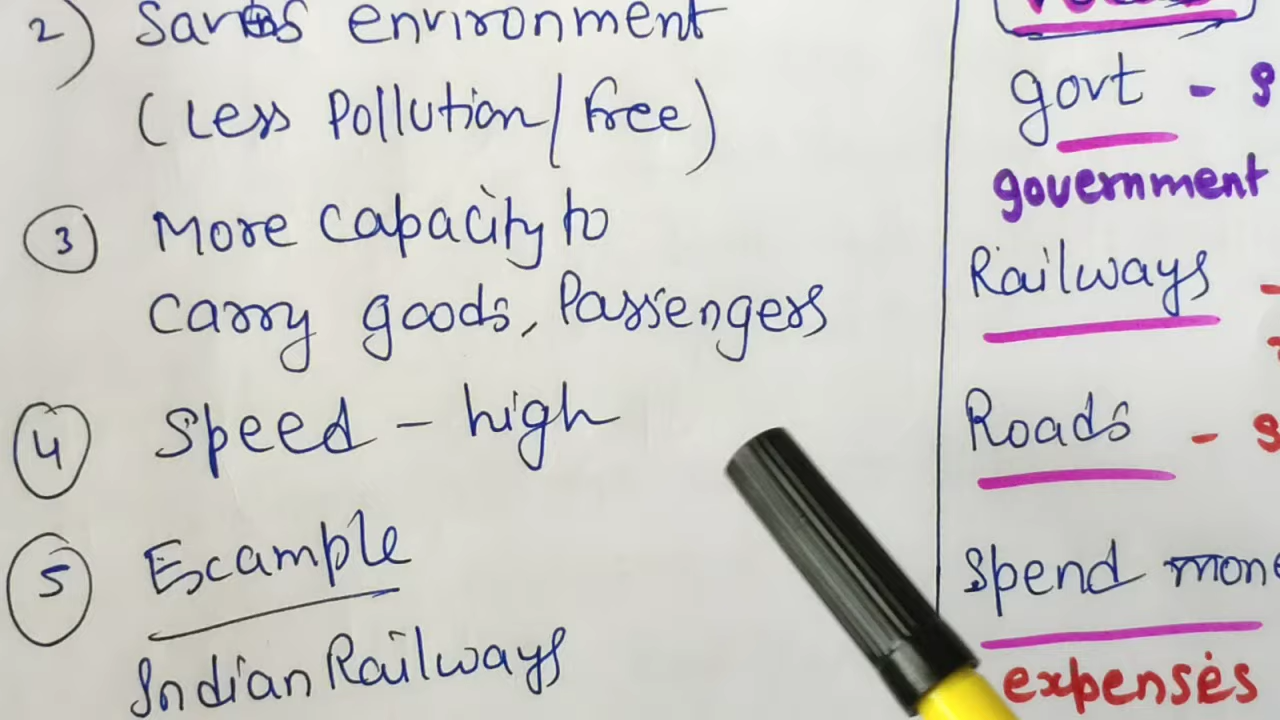 2) Saves environment
(Less Pollution/free)
3 More capacity to
carry goods, Passengers
4 Speed - high
5 Example
Indian Railways
govt -
government
Railways -
Roads -
Spend
expenses